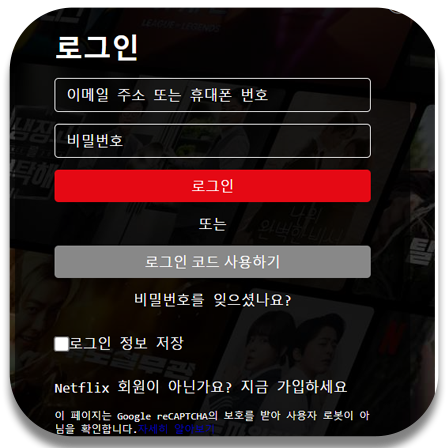 로그인
이메일 주소 또는 휴대폰 번호
비밀번호
로그인
또는
로그인 코드 사용하기
비밀번호를 잊으셨나요?
로그인 정보 저장
Netflix 회원이 아닌가요? 지금 가입하세요
이 페이지는 Google reCAPTCHA의 보호를 받아 사용자 로봇이 아
님을 확인합니다.